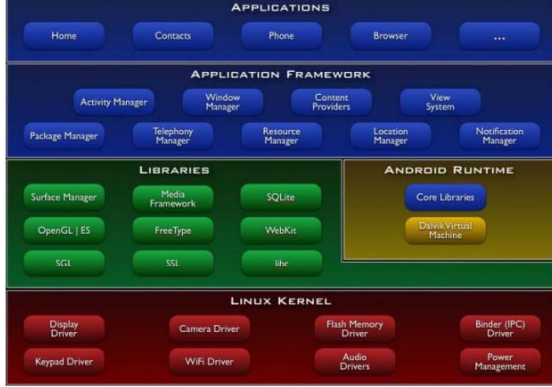 APPLICATIONS
Home
Contacts
Phone
Browser
...
APPLICATION FRAMEWORK
Activity Manager
Window
Manager
Content
Providers
View
System
Package Manager
Telephony
Manager
Resource
Manager
Location
Manager
Notification
Manager
LIBRARIES
Surface Manager
Media
Framework
SQLite
OpenGL | ES
FreeType
WebKit
SGL
SSL
libc
ANDROID RUNTIME
Core Libraries
Dalvik Virtual
Machine
LINUX KERNEL
Display
Driver
Camera Driver
Flash Memory
Driver
Binder (IPC)
Driver
Keypad Driver
WiFi Driver
Audio
Drivers
Power
Management